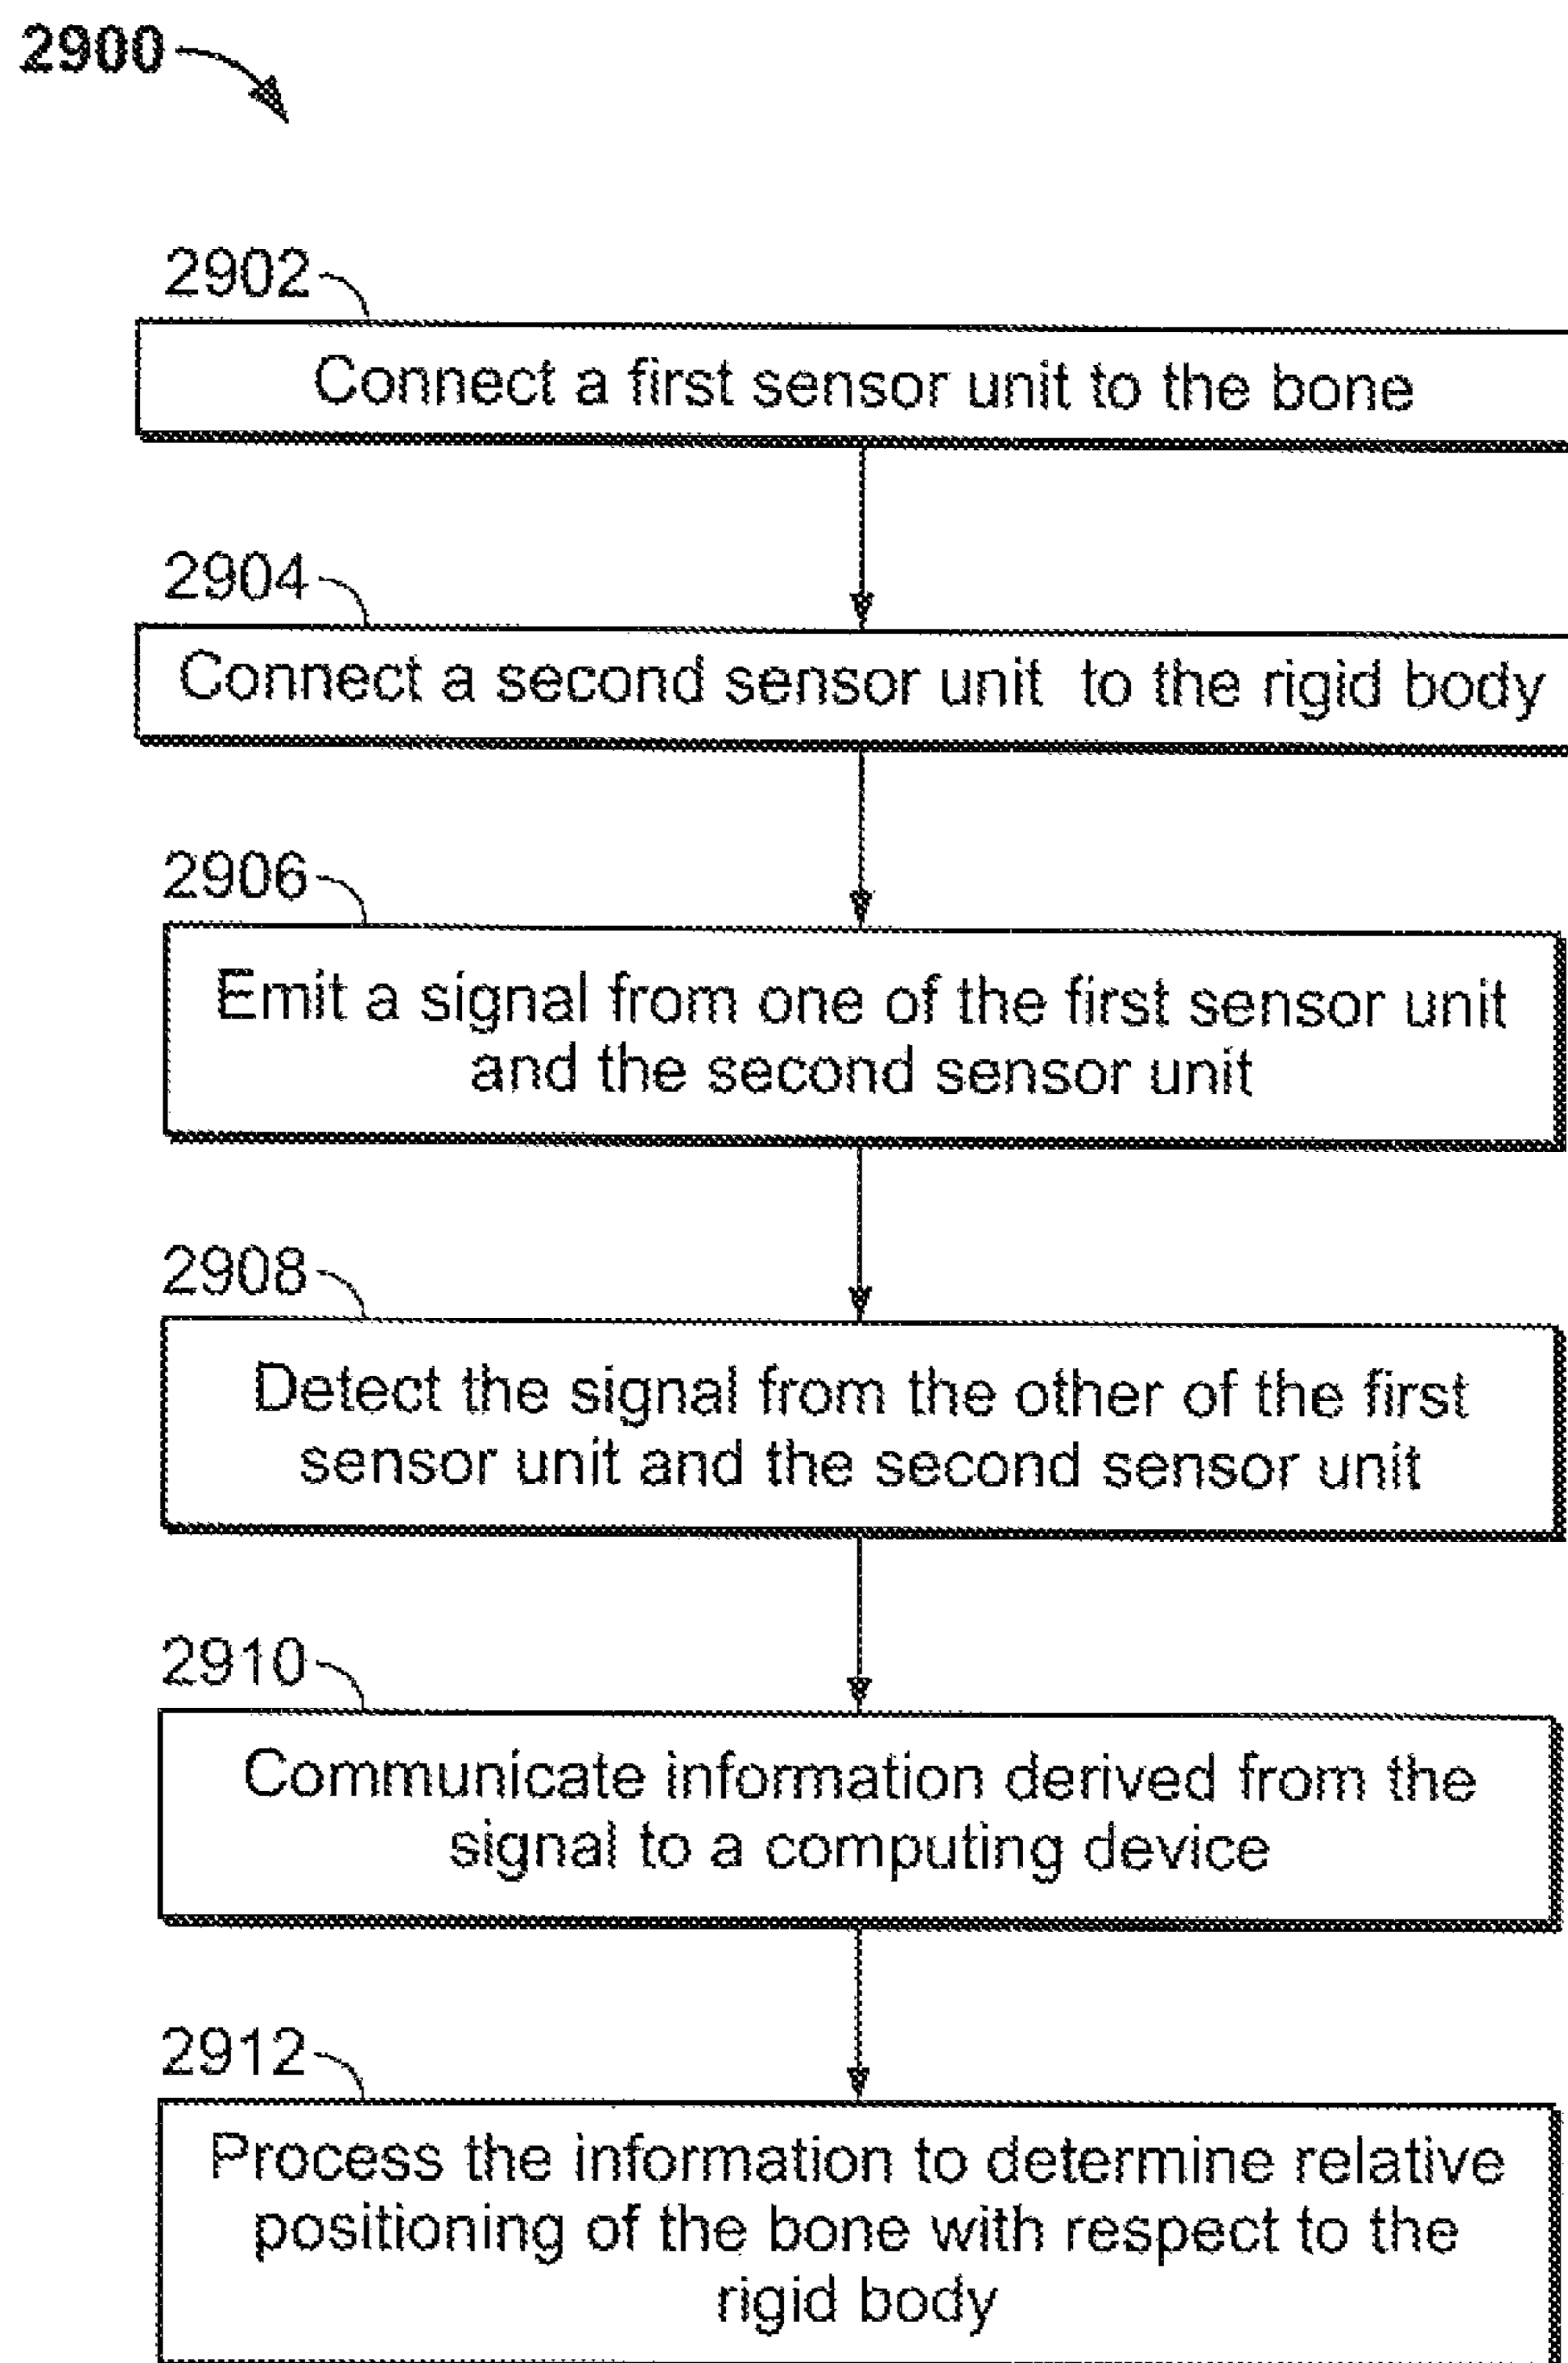 2900
2902
Connect a first sensor unit to the bone
2904
Connect a second sensor unit to the rigid body
2906
Emit a signal from one of the first sensor unit
and the second sensor unit
2908
Detect the signal from the other of the first
sensor unit and the second sensor unit
2910
Communicate information derived from the
signal to a computing device
2912
Process the information to determine relative
positioning of the bone with respect to the
rigid body